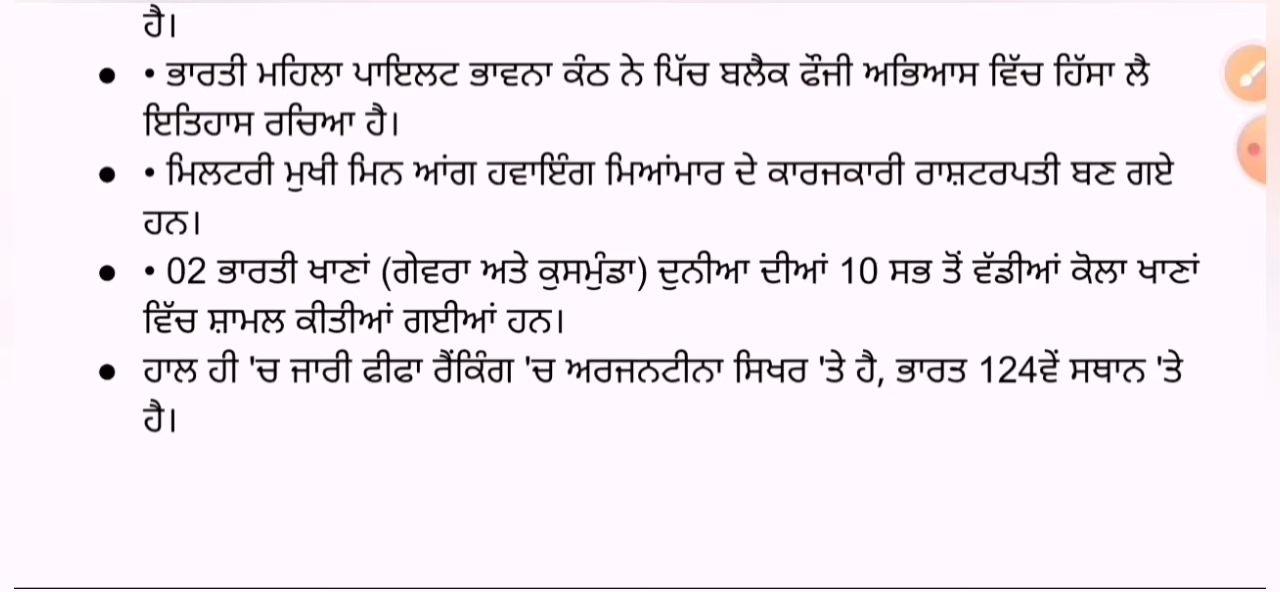 ਹੈ।
• • ਭਾਰਤੀ ਮਹਿਲਾ ਪਾਇਲਟ ਭਾਵਨਾ ਕੰਠ ਨੇ ਪਿੱਚ ਬਲੈਕ ਫੌਜੀ ਅਭਿਆਸ ਵਿੱਚ ਹਿੱਸਾ ਲੈ
ਇਤਿਹਾਸ ਰਚਿਆ ਹੈ।
• • ਮਿਲਟਰੀ ਮੁਖੀ ਮਿਨ ਆਂਗ ਹਵਾਇੰਗ ਮਿਆਂਮਾਰ ਦੇ ਕਾਰਜਕਾਰੀ ਰਾਸ਼ਟਰਪਤੀ ਬਣ ਗਏ
ਹਨ।
• • 02 ਭਾਰਤੀ ਖਾਣਾਂ (ਗੇਵਰਾ ਅਤੇ ਕੁਸਮੁੰਡਾ) ਦੁਨੀਆ ਦੀਆਂ 10 ਸਭ ਤੋਂ ਵੱਡੀਆਂ ਕੋਲਾ ਖਾਣਾਂ
ਵਿੱਚ ਸ਼ਾਮਲ ਕੀਤੀਆਂ ਗਈਆਂ ਹਨ।
• ਹਾਲ ਹੀ 'ਚ ਜਾਰੀ ਫੀਫਾ ਰੈਂਕਿੰਗ 'ਚ ਅਰਜਨਟੀਨਾ ਸਿਖਰ 'ਤੇ ਹੈ, ਭਾਰਤ 124ਵੇਂ ਸਥਾਨ 'ਤੇ
ਹੈ।